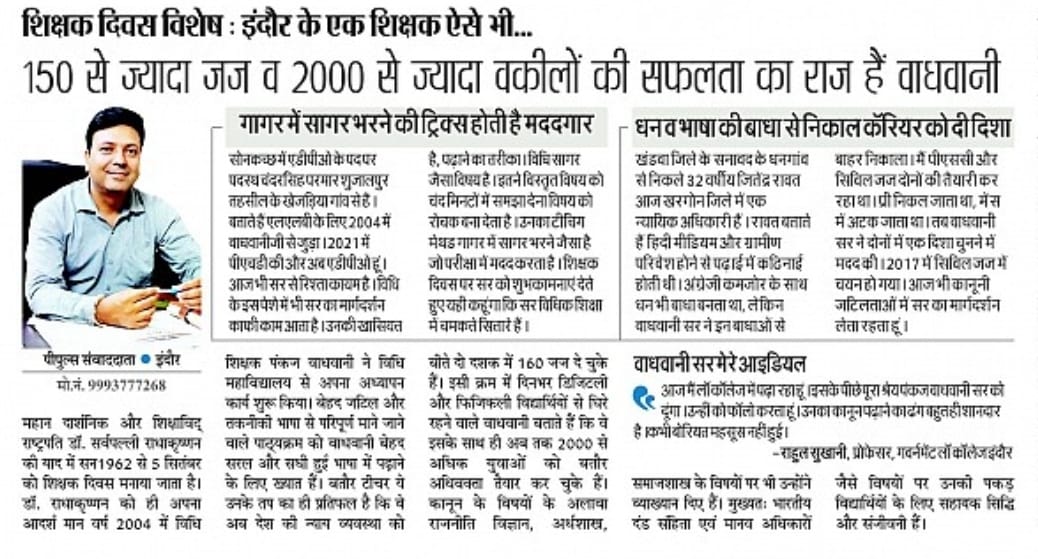 शिक्षक दिवस विशेष : इंदौर के एक शिक्षक ऐसे भी...
150 से ज्यादा जज व 2000 से ज्यादा वकीलों की सफलता का राज हैं वाधवानी
गागर में सागर भरने की ट्रिक्स होती है मददगार
सोनकच्छ में एडीपीओ के पद पर
पदस्थ चंदरसिंह परमार शुजालपुर
तहसील के खेजड़िया गांव से हैं।
बताते हैं एलएलबी के लिए 2004 में
वाधवानीजी से जुड़ा। 2021 में
पीएचडी की और अब एडीपीओ हूं।
आज भी सर से रिश्ता कायम है। विधि
के इस पेशे में भी सर का मार्गदर्शन
काफी काम आता है। उनकी खासियत
है, पढ़ाने का तरीका। विधि सागर
जैसा विषय है। इतने विस्तृत विषय को
चंद मिनटों में समझा देना विषय को
रोचक बना देता है। उनका टीचिंग
मेथड गागर में सागर भरने जैसा है
जो परीक्षा में मदद करता है। शिक्षक
दिवस पर सर को शुभकामनाएं देते
हुए यही कहूंगा कि सर विधिक शिक्षा
में चमकते सितारे हैं।
धन व भाषा की बाधा से निकाल कॅरियर को दी दिशा
खंडवा जिले के सनावद के धनगांव
से निकले 32 वर्षीय जितेंद्र रावत
आज खरगोन जिले में एक
न्यायिक अधिकारी हैं। रावत बताते
हैं हिंदी मीडियम और ग्रामीण
परिवेश होने से पढ़ाई में कठिनाई
होती थी। अंग्रेजी कमजोर के साथ
धन भी बाधा बनता था, लेकिन
वाधवानी सर ने इन बाधाओं से
बाहर निकाला। मैं पीएससी और
सिविल जज दोनों की तैयारी कर
रहा था। प्री निकल जाता था, मेंस
में अटक जाता था। तब वाधवानी
सर ने दोनों में एक दिशा चुनने में
मदद की। 2017 में सिविल जज में
चयन हो गया। आज भी कानूनी
जटिलताओं में सर का मार्गदर्शन
लेता रहता हूं।
पीपुल्स संवाददाता ● इंदौर
मो.नं. 9993777268
महान दार्शनिक और शिक्षाविद्
राष्ट्रपति डॉ. सर्वपल्ली राधाकृष्णन
की याद में सन1962 से 5 सितंबर
को शिक्षक दिवस मनाया जाता है।
डॉ. राधाकृष्णन को ही अपना
आदर्श मान वर्ष 2004 में विधि
शिक्षक पंकज वाधवानी ने विधि
महाविद्यालय से अपना अध्यापन
कार्य शुरू किया। बेहद जटिल और
तकनीकी भाषा से परिपूर्ण माने जाने
वाले पाठ्यक्रम को वाधवानी बेहद
सरल और सधी हुई भाषा में पढ़ाने
के लिए ख्यात हैं। बतौर टीचर ये
उनके तप का ही प्रतिफल है कि वे
अब देश की न्याय व्यवस्था को
बीते दो दशक में 160 जज दे चुके
हैं। इसी क्रम में दिनभर डिजिटली
और फिजिकली विद्यार्थियों से घिरे
रहने वाले वाधवानी बताते हैं कि वे
इसके साथ ही अब तक 2000 से
अधिक युवाओं को बतौर
अधिवक्ता तैयार कर चुके हैं।
कानून के विषयों के अलावा
राजनीति विज्ञान, अर्थशास्त्र,
वाधवानी सर मेरे आइडियल
आज मैं लॉ कॉलेज में पढ़ा रहा हूं। इसके पीछे पूरा श्रेय पंकज वाधवानी सर को
दूंगा। उन्हीं को फॉलो करता हूं। उनका कानून पढ़ाने का ढंग बहुत ही शानदार
है। कभी बोरियत महसूस नहीं हुई।
-राहुल सुखानी, प्रोफेसर, गवर्नमेंट लॉ कॉलेज इंदौर
समाजशास्त्र के विषयों पर भी उन्होंने
व्याख्यान दिए हैं। मुख्यतः भारतीय
दंड संहिता एवं मानव अधिकारों
जैसे विषयों पर उनकी पकड़
विद्यार्थियों के लिए सहायक सिद्धि
और संजीवनी हैं।